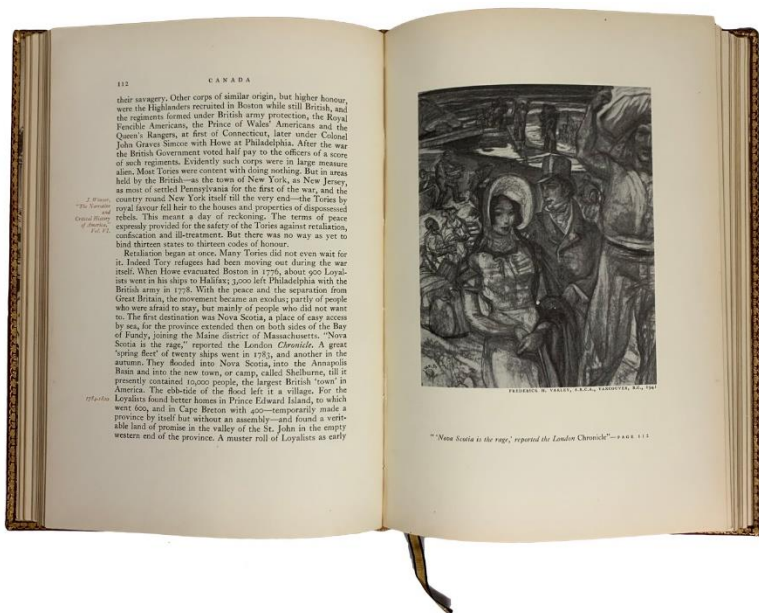 112
CANADA
their savagery. Other corps of similar origin, but higher honour,
were the Highlanders recruited in Boston while still British, and
the regiments formed under British army protection, the Royal
Fencible Americans, the Prince of Wales' Americans and the
Queen's Rangers, at first of Connecticut, later under Colonel
John Graves Simcoe with Howe at Philadelphia. After the war
the British Government voted half pay to the officers of a score
of such regiments. Evidently such corps were in large measure
alien. Most Tories were content with doing nothing. But in areas
held by the British—as the town of New York, as New Jersey,
as most of settled Pennsylvania for the first of the war, and the
country round New York itself till the very end—the Tories by
royal favour fell heir to the houses and properties of dispossessed
rebels. This meant a day of reckoning. The terms of peace
expressly provided for the safety of the Tories against retaliation,
confiscation and ill-treatment. But there was no way as yet to
bind thirteen states to thirteen codes of honour.
J. Winsor,
"The Narrative
and
Critical History
of America,"
Vol. VI.
Retaliation began at once. Many Tories did not even wait for
it. Indeed Tory refugees had been moving out during the war
itself. When Howe evacuated Boston in 1776, about 900 Loyal-
ists went in his ships to Halifax; 3,000 left Philadelphia with the
British army in 1778. With the peace and the separation from
Great Britain, the movement became an exodus; partly of people
who were afraid to stay, but mainly of people who did not want
to. The first destination was Nova Scotia, a place of easy access
by sea, for the province extended then on both sides of the Bay
of Fundy, joining the Maine district of Massachusetts. "Nova
Scotia is the rage," reported the London Chronicle. A great
'spring fleet' of twenty ships went in 1783, and another in the
autumn. They flooded into Nova Scotia, into the Annapolis
Basin and into the new town, or camp, called Shelburne, till it
presently contained 10,000 people, the largest British 'town' in
America. The ebb-tide of the flood left it a village. For the
Loyalists found better homes in Prince Edward Island, to which
went 600, and in Cape Breton with 400—temporarily made a
province by itself but without an assembly—and found a verit-
able land of promise in the valley of the St. John in the empty
western end of the province. A muster roll of Loyalists as early
FREDERICK H. VARLEY, A.R.C.A., VANCOUVER, B.C., 1941
"'Nova Scotia is the rage,' reported the London Chronicle"—PAGE 112